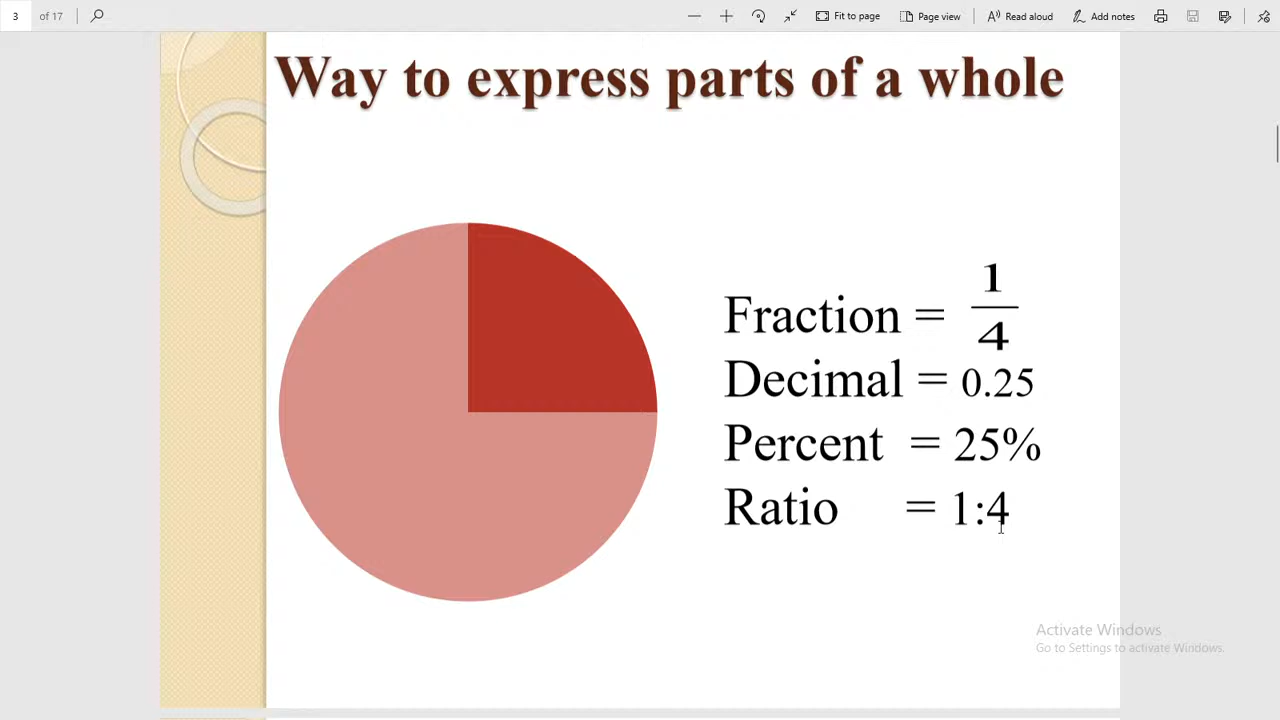 3 of 17 Fit to page Page view Read aloud Add notes
Way to express parts of a whole
Fraction = 1/4
Decimal = 0.25
Percent = 25%
Ratio = 1:4
Activate Windows
Go to Settings to activate Windows.